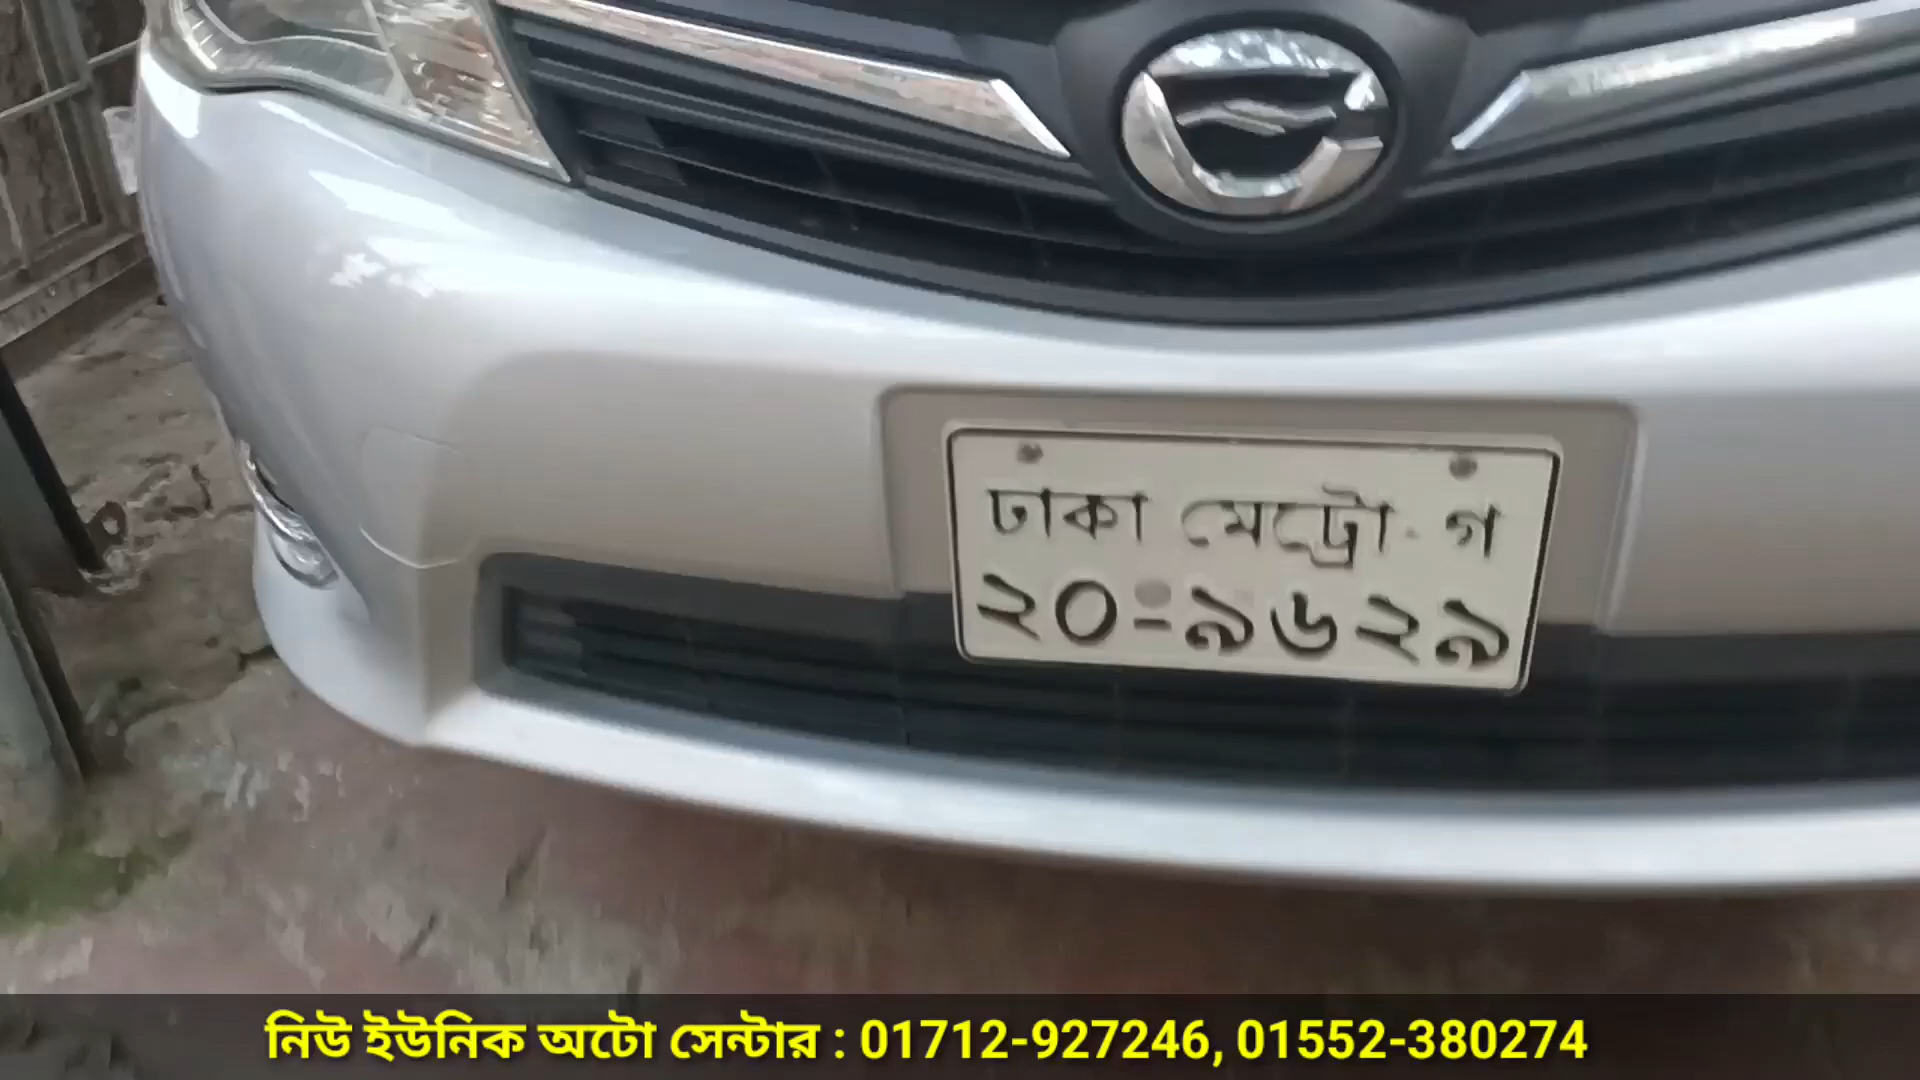 ঢাকা মেট্রো-গ
২০-৯৬২৯
নিউ ইউনিক অটো সেন্টার : 01712-927246, 01552-380274